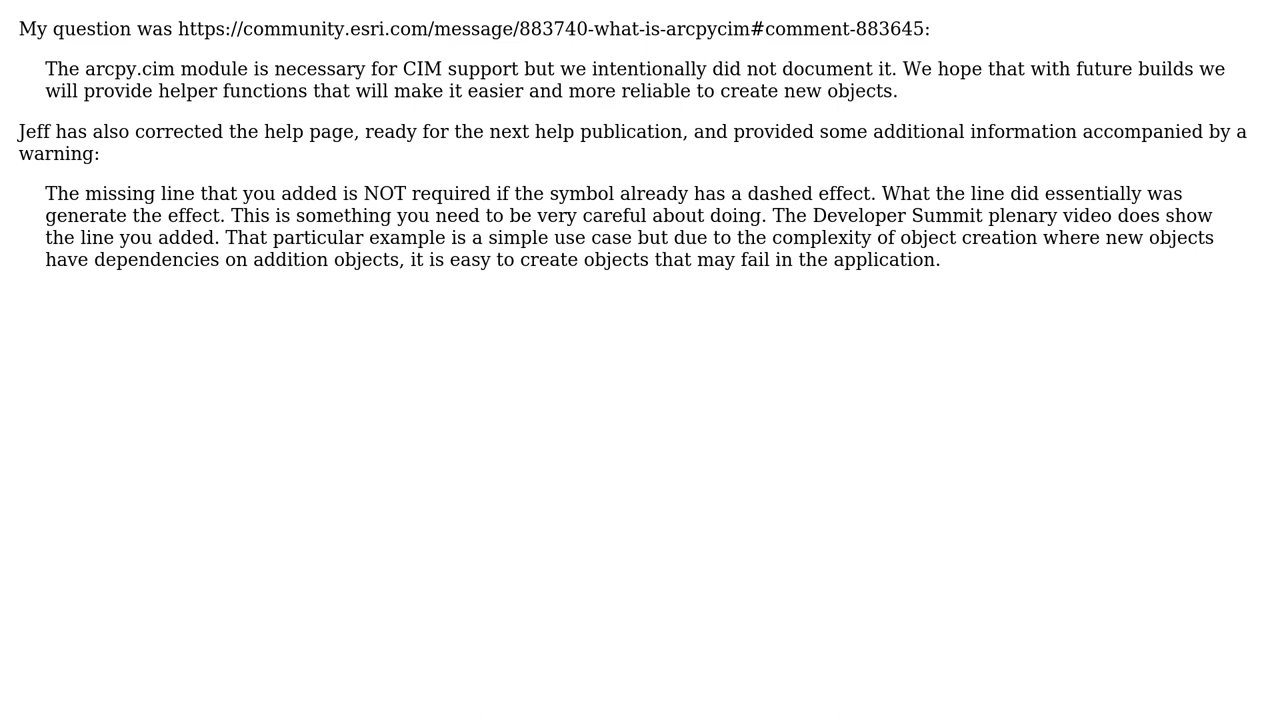 My question was https://community.esri.com/message/883740-what-is-arcpycim#comment-883645:
The arcpy.cim module is necessary for CIM support but we intentionally did not document it. We hope that with future builds we
will provide helper functions that will make it easier and more reliable to create new objects.
Jeff has also corrected the help page, ready for the next help publication, and provided some additional information accompanied by a
warning:
The missing line that you added is NOT required if the symbol already has a dashed effect. What the line did essentially was
generate the effect. This is something you need to be very careful about doing. The Developer Summit plenary video does show
the line you added. That particular example is a simple use case but due to the complexity of object creation where new objects
have dependencies on addition objects, it is easy to create objects that may fail in the application.